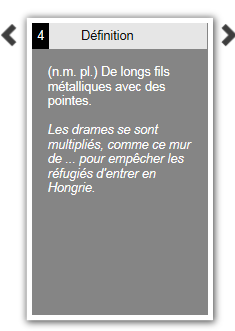 4 Définition
(n.m. pl.) De longs fils
métalliques avec des
pointes.
Les drames se sont
multipliés, comme ce mur
de ... pour empêcher les
réfugiés d'entrer en
Hongrie.